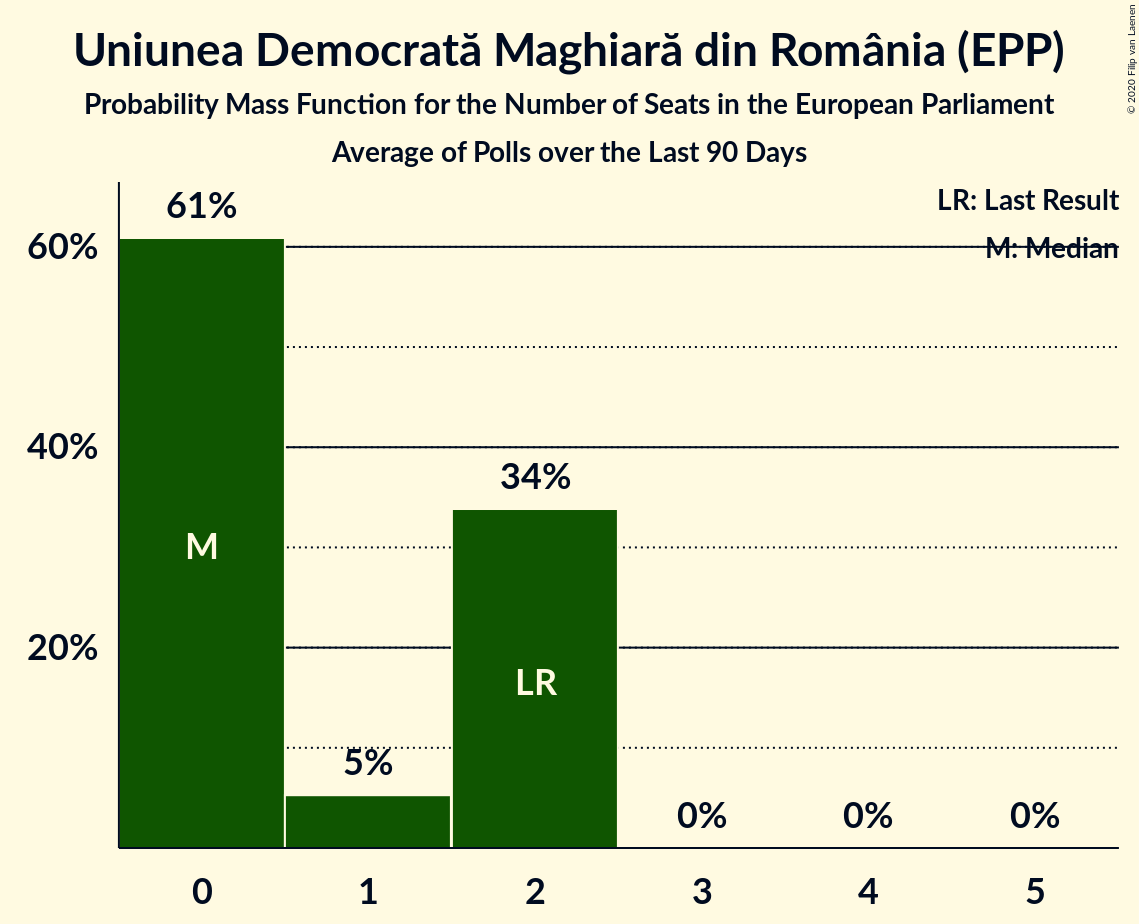 Uniunea Democrată Maghiară din România (EPP)
Probability Mass Function for the Number of Seats in the European Parliament
Average of Polls over the Last 90 Days
© 2020 Filip van Laenen
LR: Last Result
M: Median
61%
60%
40%
34%
M
20%
LR
5%
0%
0%
0%
0
1
2
3
4
5